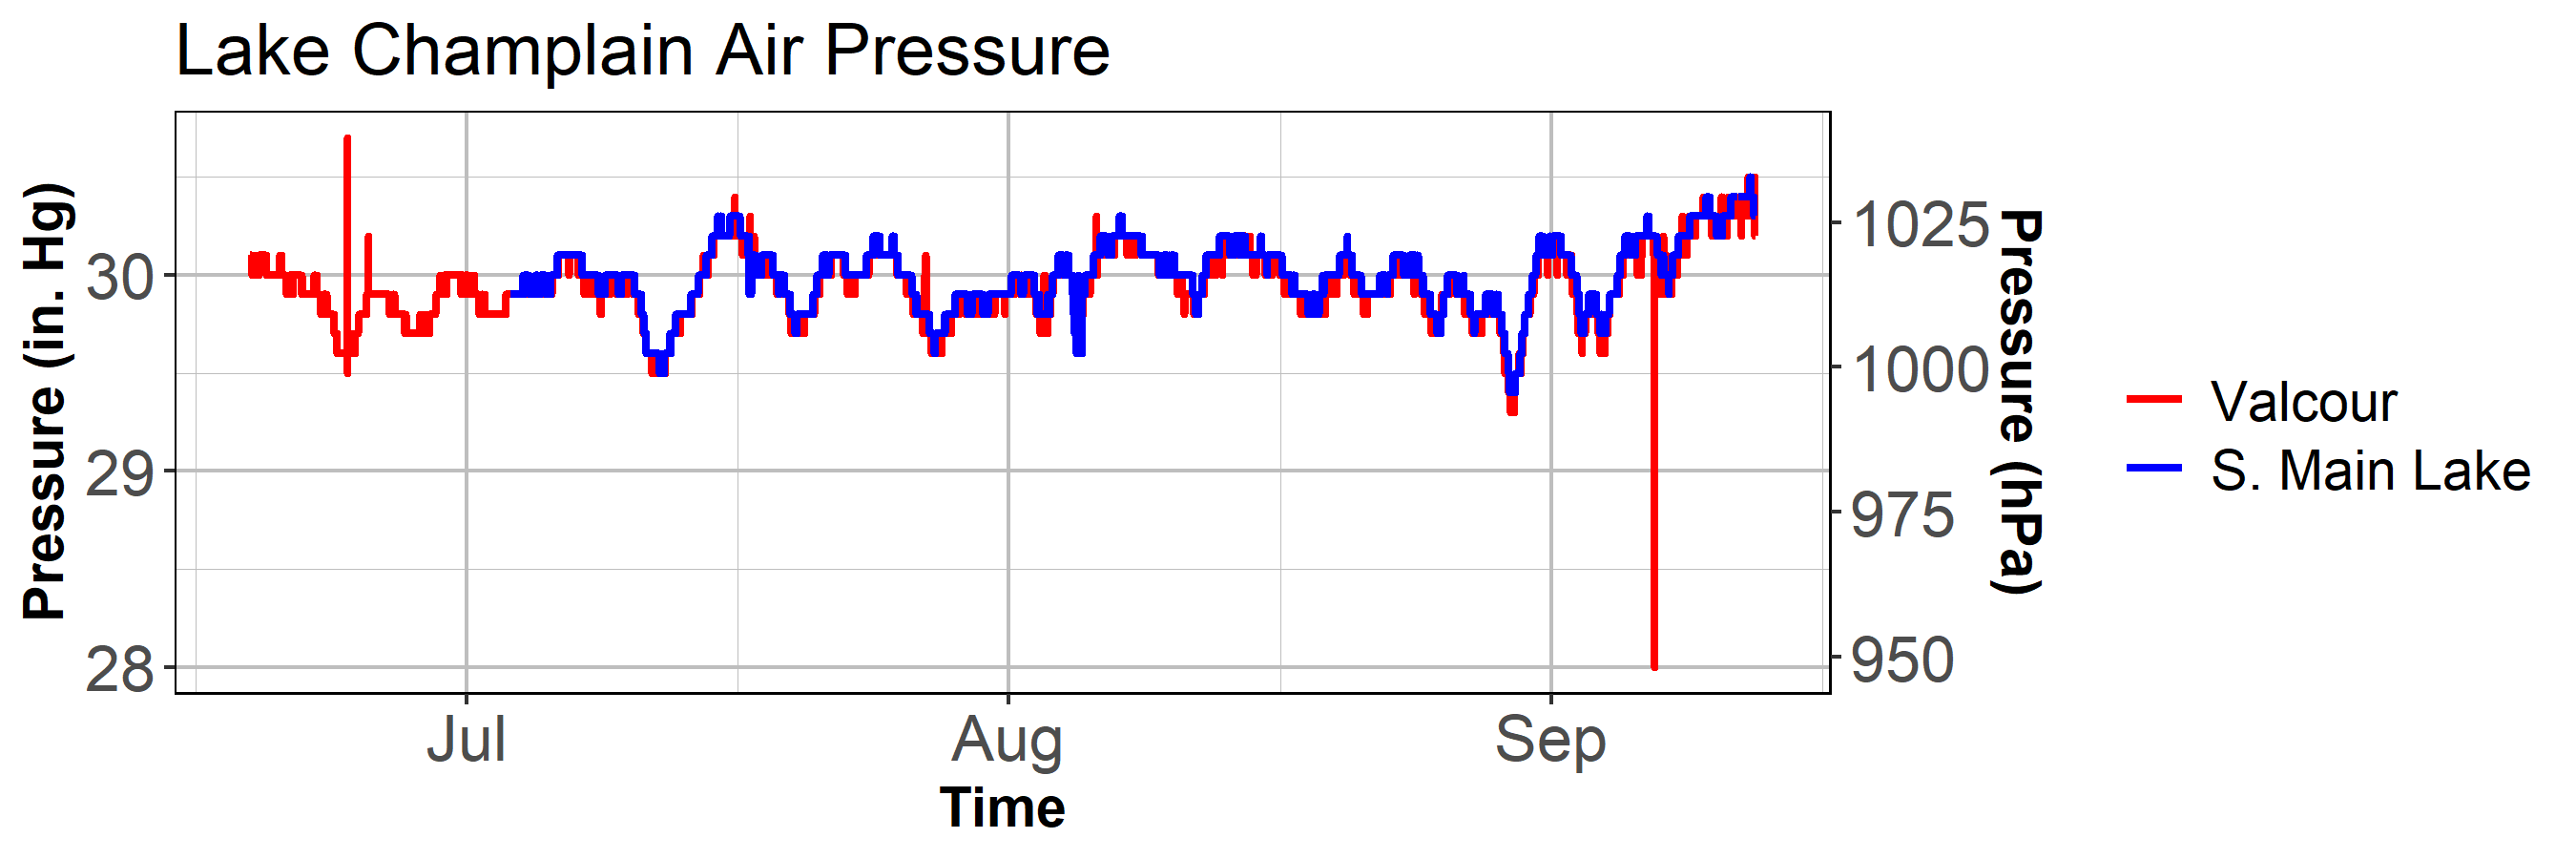 Lake Champlain Air Pressure
Pressure (in. Hg)
30
29
28
1025
1000
975
950
Pressure (hPa)
Jul
Aug
Sep
Time
Valcour
S. Main Lake